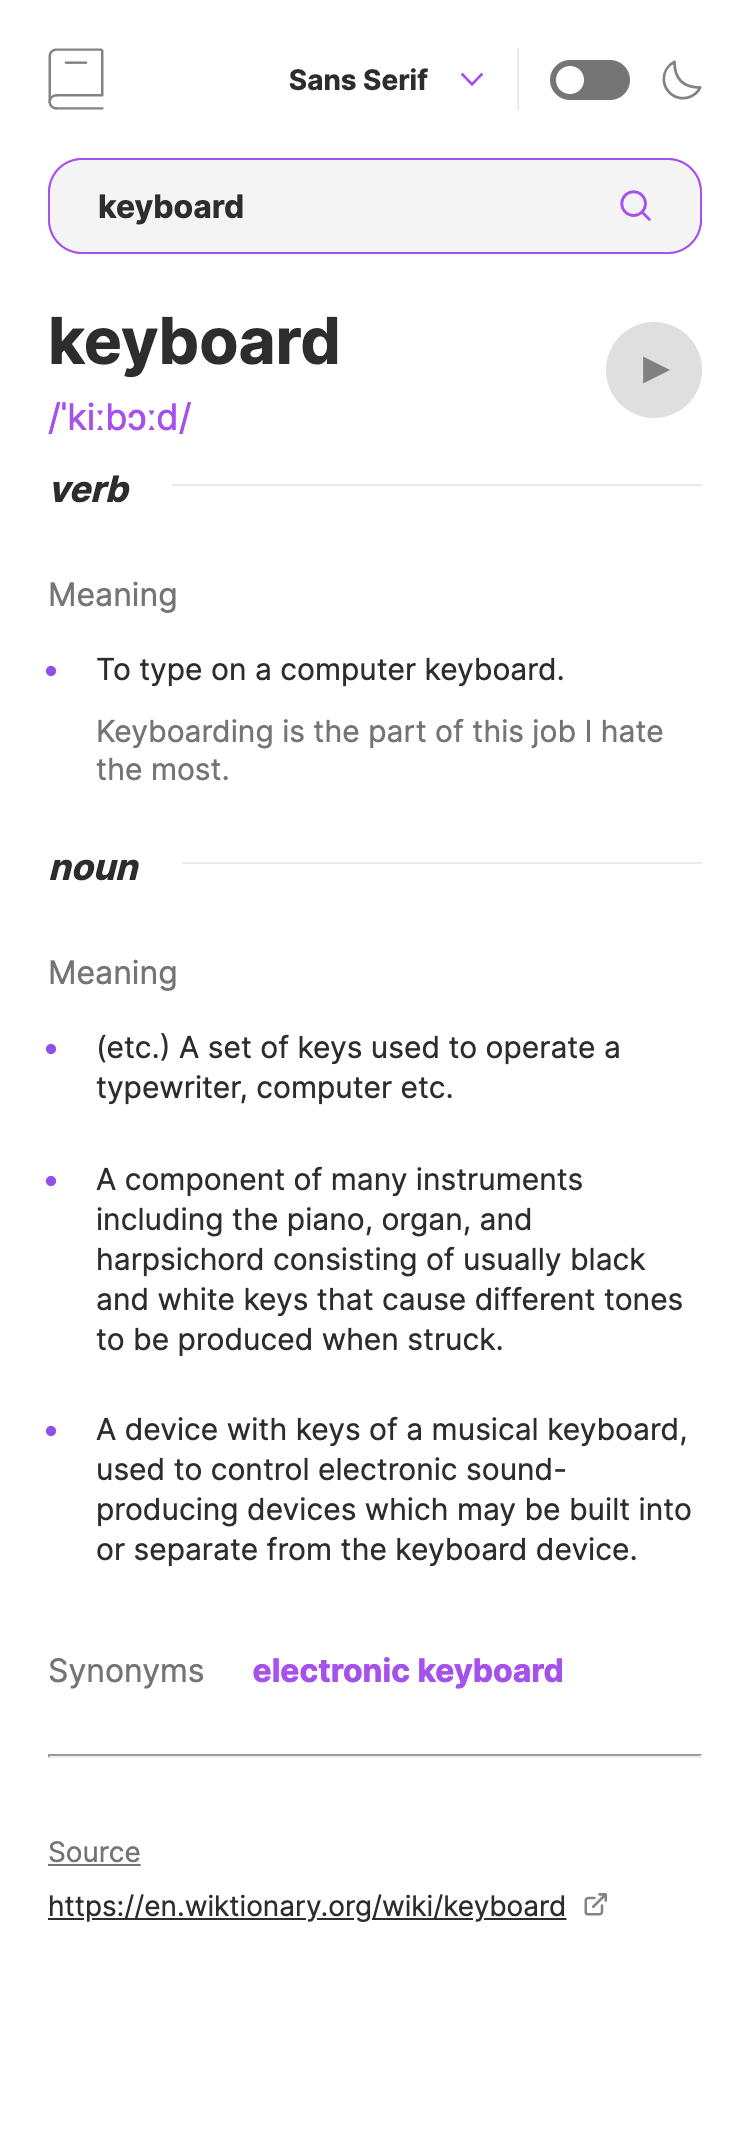 Sans Serif
keyboard
keyboard
/ˈkiːbɔːd/
verb
Meaning
To type on a computer keyboard.
Keyboarding is the part of this job I hate
the most.
noun
Meaning
(etc.) A set of keys used to operate a
typewriter, computer etc.
A component of many instruments
including the piano, organ, and
harpsichord consisting of usually black
and white keys that cause different tones
to be produced when struck.
A device with keys of a musical keyboard,
used to control electronic sound-
producing devices which may be built into
or separate from the keyboard device.
Synonyms electronic keyboard
Source
https://en.wiktionary.org/wiki/keyboard